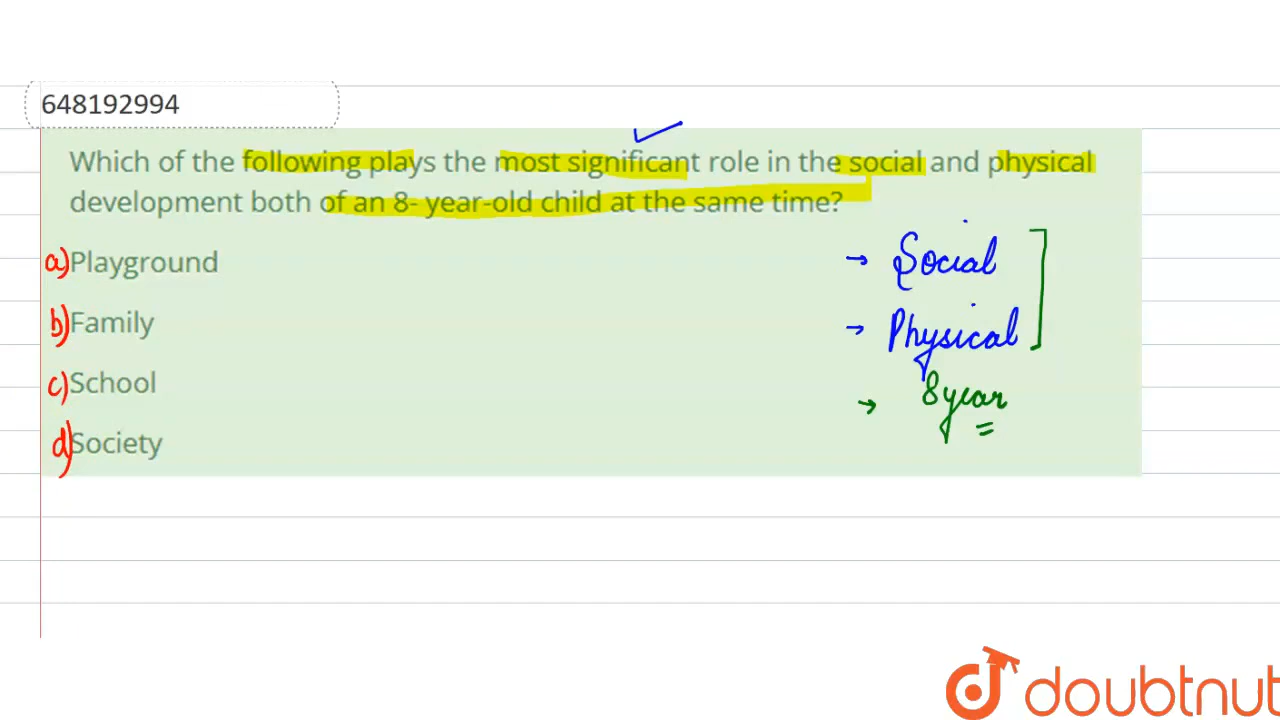 648192994
Which of the following plays the most significant role in the social and physical
development both of an 8- year-old child at the same time?
a) Playground
b) Family
c) School
d) Society
→ Social
→ Physical
→ 8 year
doubtnut